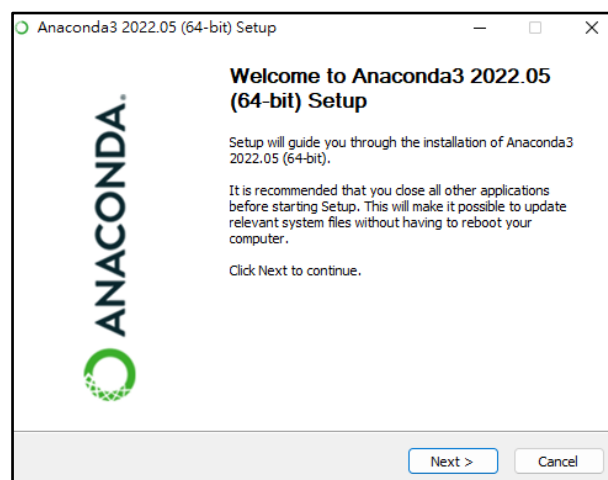 Anaconda3 2022.05 (64-bit) Setup
Welcome to Anaconda3 2022.05
(64-bit) Setup
Setup will guide you through the installation of Anaconda3
2022.05 (64-bit).
It is recommended that you close all other applications
before starting Setup. This will make it possible to update
relevant system files without having to reboot your
computer.
Click Next to continue.
ANACONDA.
Next >
Cancel